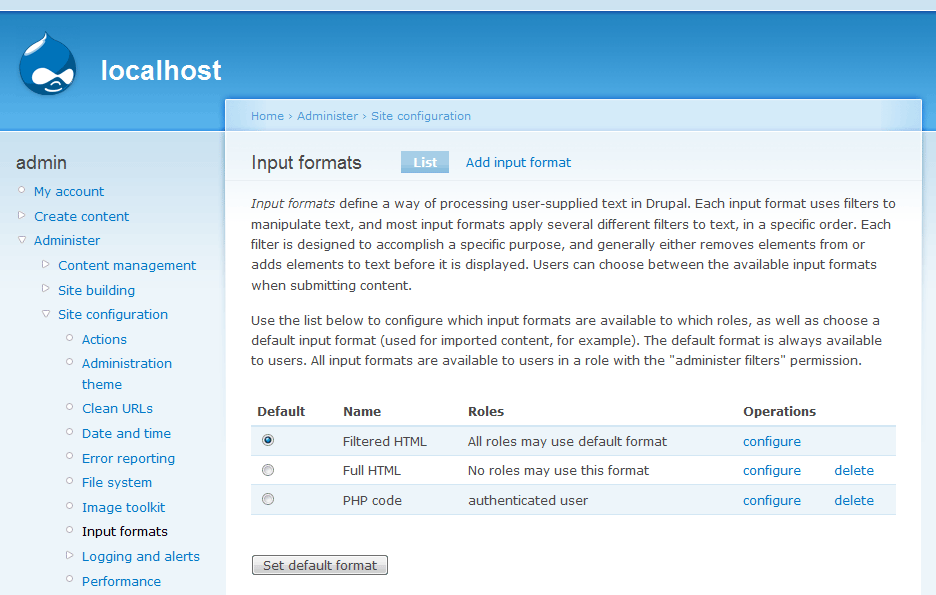 localhost
Home › Administer › Site configuration
admin
My account
Create content
Administer
Content management
Site building
Site configuration
Actions
Administration
theme
Clean URLs
Date and time
Error reporting
File system
Image toolkit
Input formats
Logging and alerts
Performance
Input formats List Add input format
Input formats define a way of processing user-supplied text in Drupal. Each input format uses filters to
manipulate text, and most input formats apply several different filters to text, in a specific order. Each
filter is designed to accomplish a specific purpose, and generally either removes elements from or
adds elements to text before it is displayed. Users can choose between the available input formats
when submitting content.
Use the list below to configure which input formats are available to which roles, as well as choose a
default input format (used for imported content, for example). The default format is always available
to users. All input formats are available to users in a role with the "administer filters" permission.
Default Name Roles Operations
Filtered HTML All roles may use default format configure
Full HTML No roles may use this format configure delete
PHP code authenticated user configure delete
Set default format